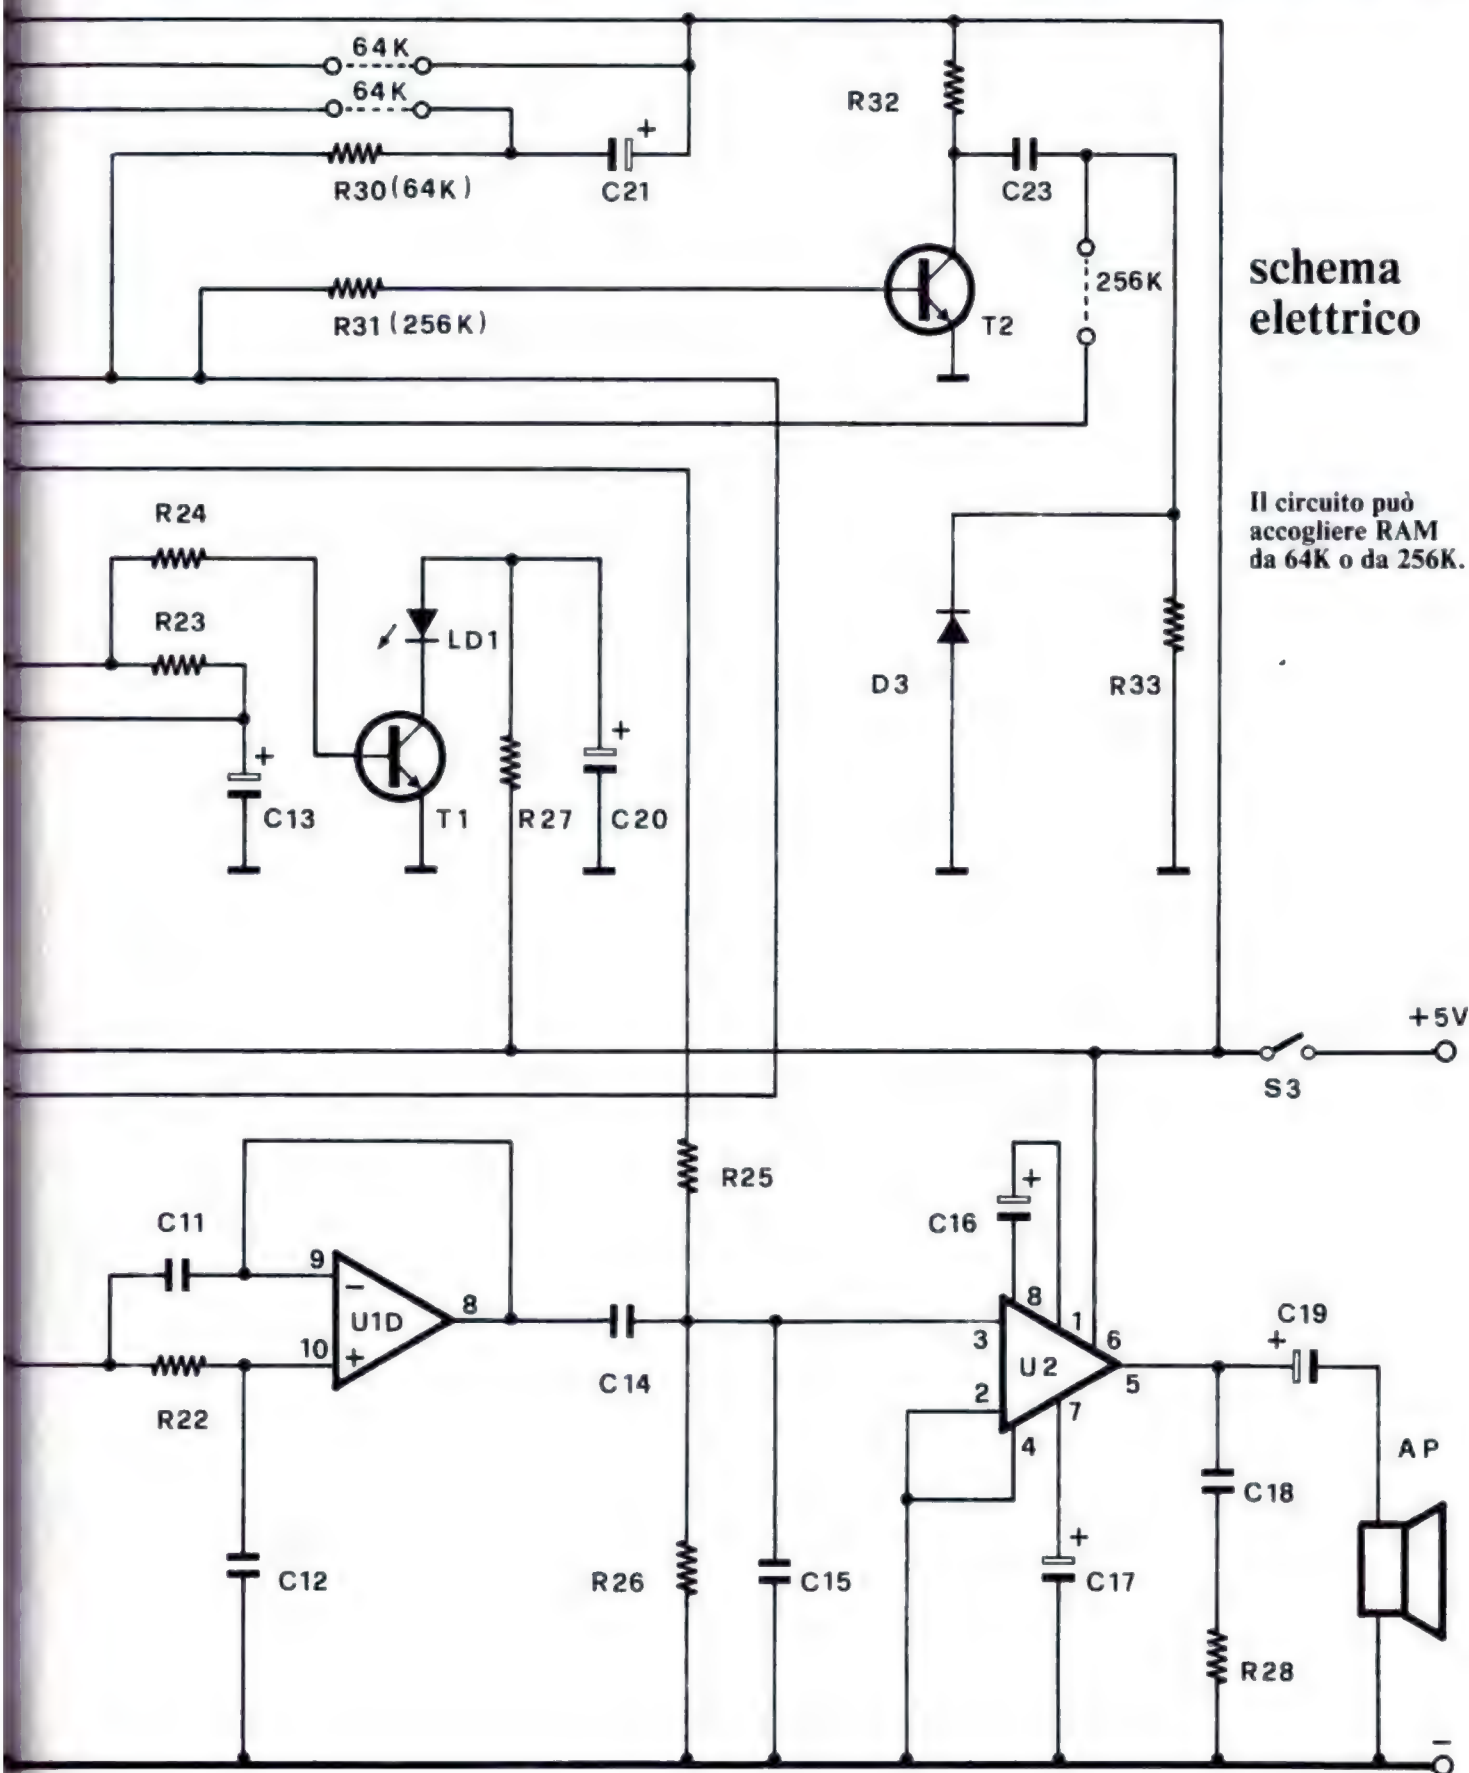 64K
64K
+
R30(64K)
C21
R32
C23
R31(256K)
T2
256K
schema
elettrico
Il circuito può
accogliere RAM
da 64K o da 256K.
R24
R23
LD1
D3
R33
+
C13
T1
R27
+
C20
+5V
S3
R25
C11
9
−
U1D
8
10
+
R22
C14
C12
R26
C15
+
C16
8
1
3
6
U2
2
5
7
4
+
C17
C19
+
C18
R28
AP
−